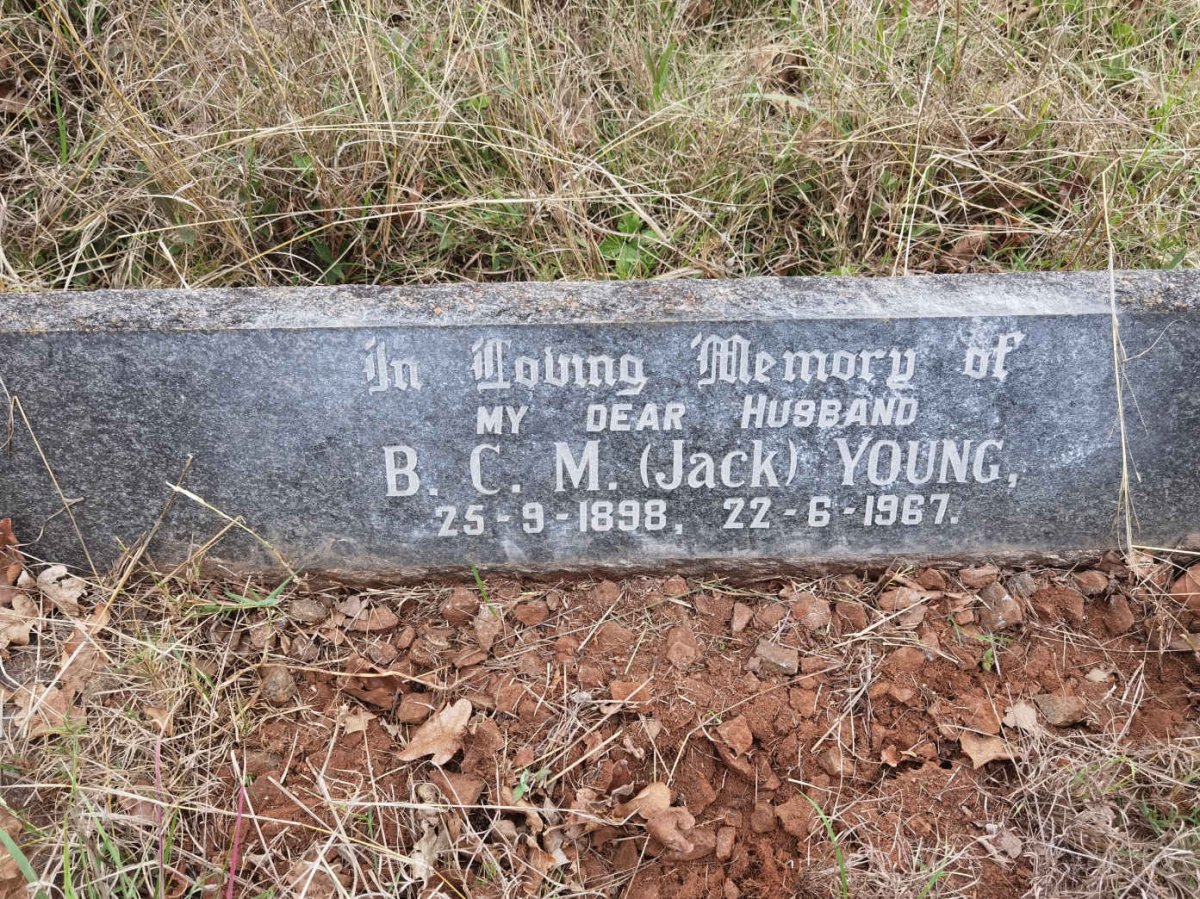 In Loving Memory of
MY DEAR HUSBAND
B. C. M. (Jack) YOUNG,
25-9-1898, 22-6-1967.